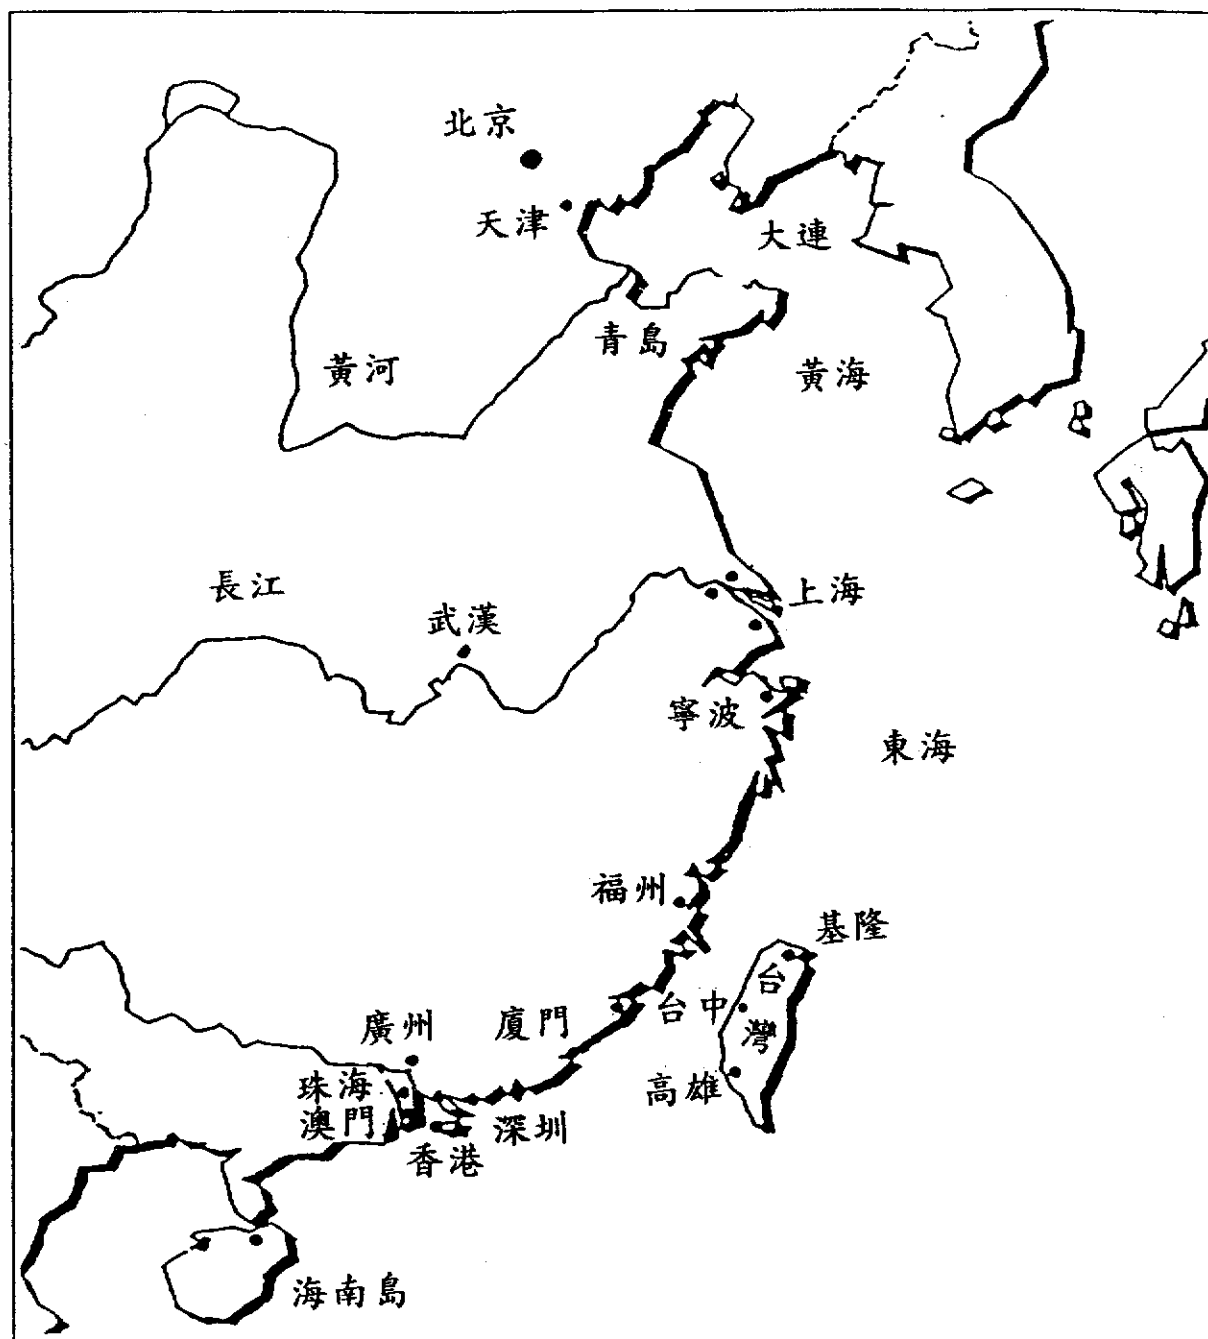 北京
天津
大連
青島
黃河
黃海
長江
武漢
上海
寧波
東海
福州
基隆
台灣
台中
廈門
廣州
高雄
珠海
澳門
深圳
香港
海南島